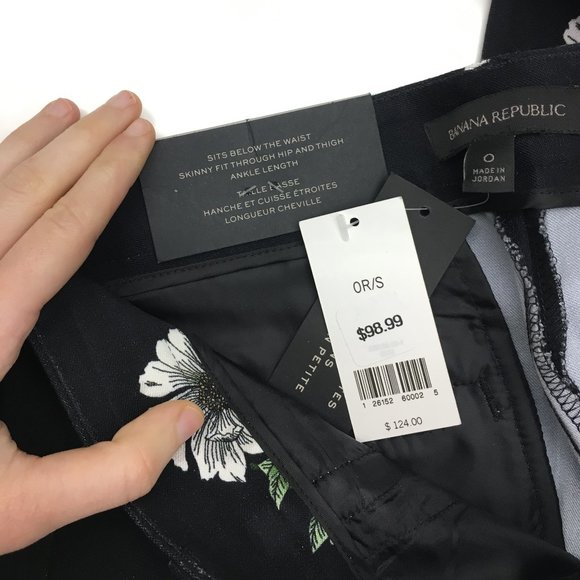 SITS BELOW THE WAIST
SKINNY FIT THROUGH HIP AND THIGH
ANKLE LENGTH
TAILLE BASSE
HANCHE ET CUISSE ÉTROITES
LONGUEUR CHEVILLE
BANANA REPUBLIC
0
MADE IN
JORDAN
0R/S
$98.99
1 26152 60002 5
$ 124.00
PETITE